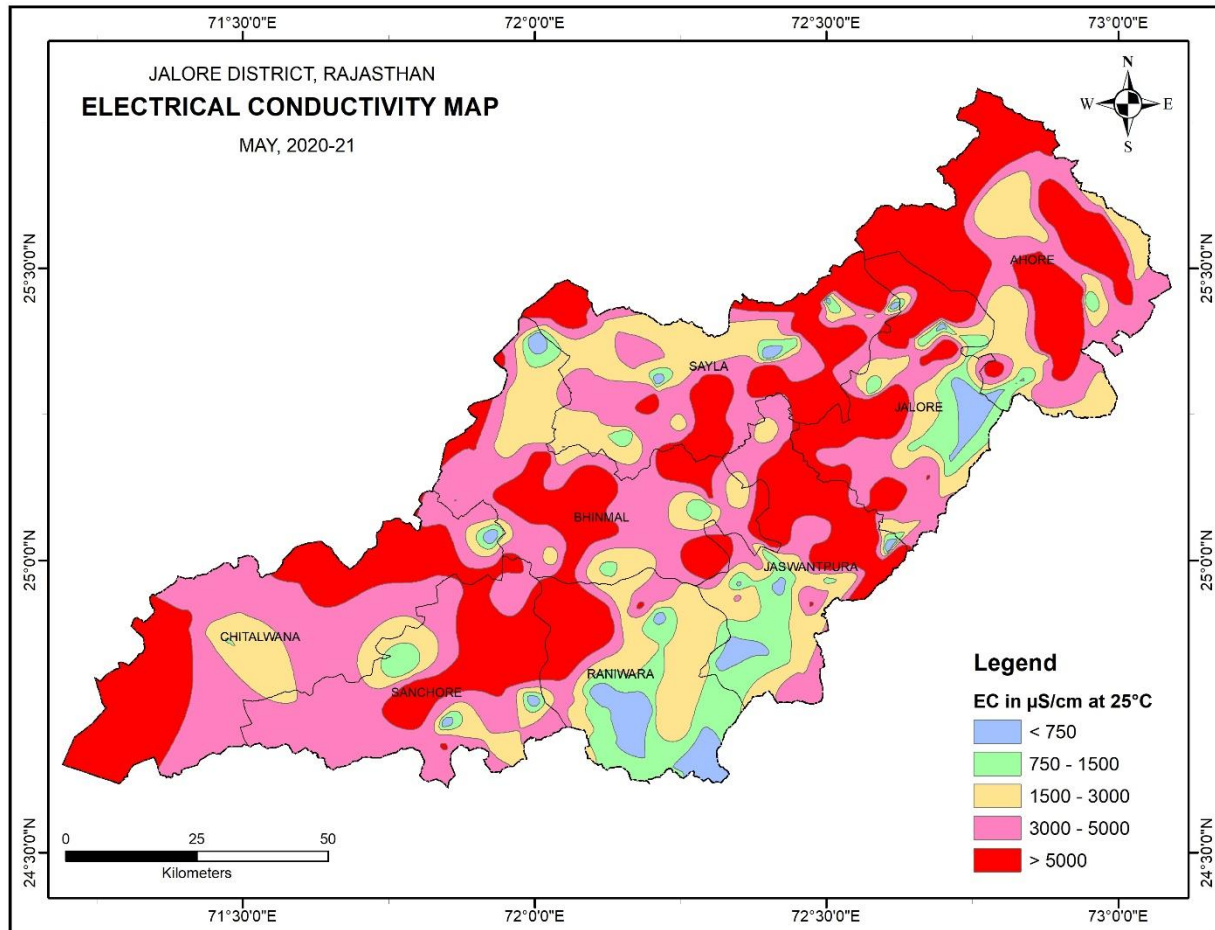 71°30'0"E 72°0'0"E 72°30'0"E 73°0'0"E
JALORE DISTRICT, RAJASTHAN
ELECTRICAL CONDUCTIVITY MAP
MAY, 2020-21
N
W E
S
25°30'0"N 25°30'0"N
AHORE
SAYLA
JALORE
BHINMAL
25°0'0"N 25°0'0"N
JASWANTPURA
CHITALWANA
RANIWARA
SANCHORE
Legend
EC in µS/cm at 25°C
< 750
750 - 1500
1500 - 3000
3000 - 5000
> 5000
0 25 50
Kilometers
24°30'0"N 24°30'0"N
71°30'0"E 72°0'0"E 72°30'0"E 73°0'0"E